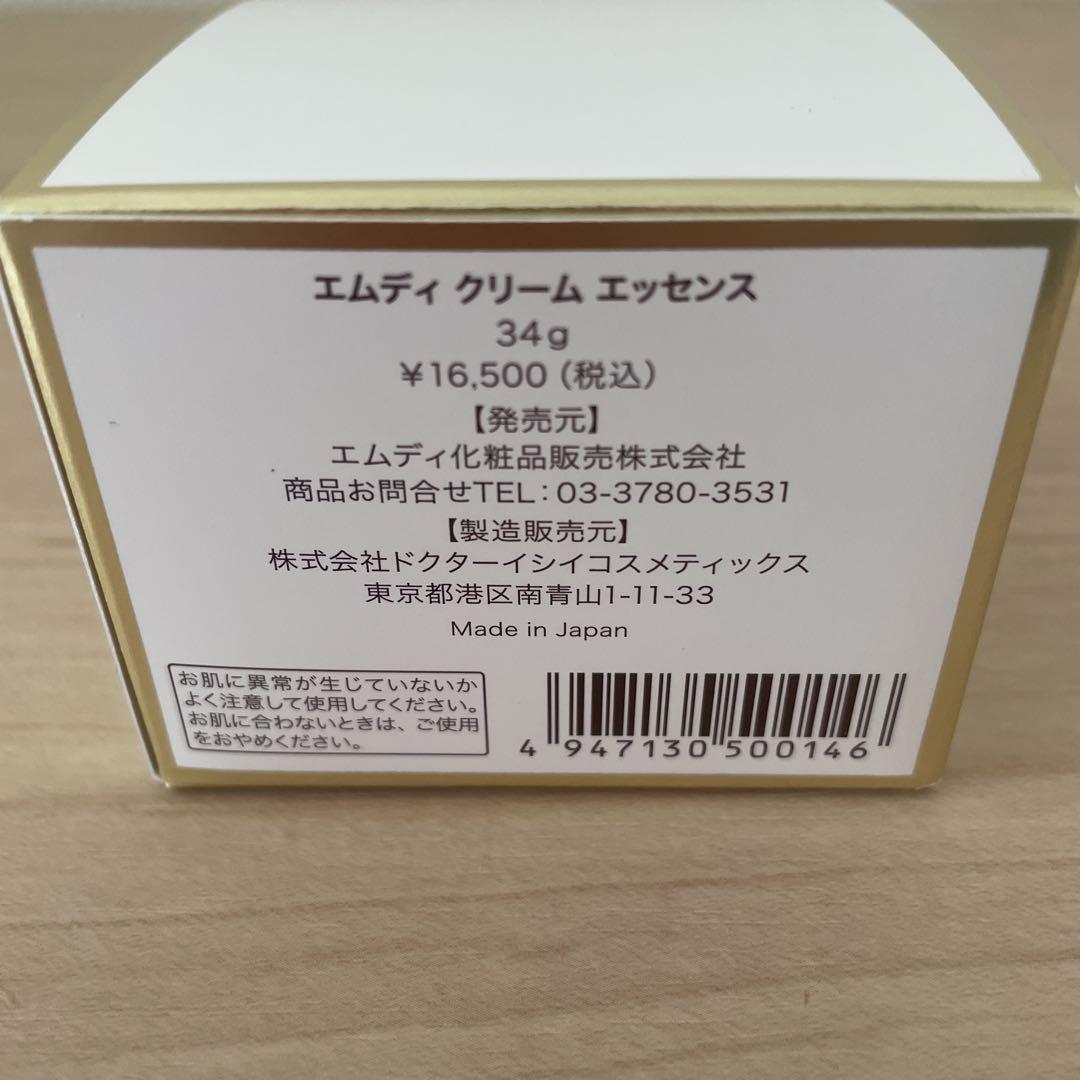 エムディ クリーム エッセンス
34g
¥16,500(税込)
【発売元】
エムディ化粧品販売株式会社
商品お問合せTEL:03-3780-3531
【製造販売元】
株式会社ドクターイシイコスメティックス
東京都港区南青山1-11-33
Made in Japan
お肌に異常が生じていないか
よく注意して使用してください。
お肌に合わないときは、ご使用
をおやめください。
4 947130 500146